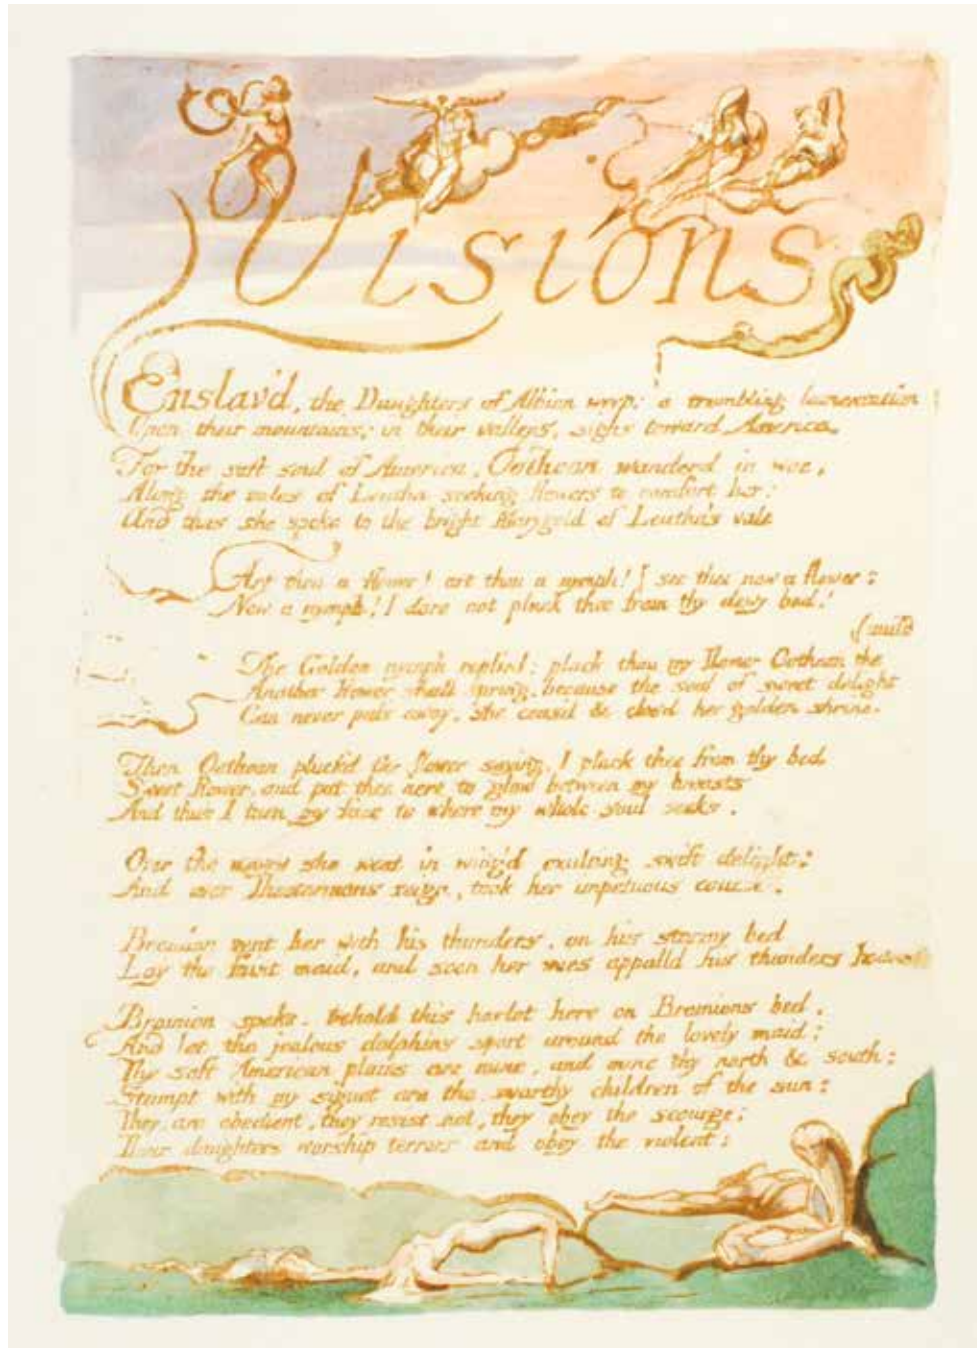 Visions
Enslav'd, the Daughters of Albion weep: a trembling lamentation
Upon their mountains; in their valleys, sighs toward America.
For the soft soul of America, Oothoon wanderd in woe,
Along the vales of Leutha seeking flowers to comfort her;
And thus she spoke to the bright Marygold of Leutha's vale
Art thou a flower! art thou a nymph! I see thee now a flower:
Now a nymph! I dare not pluck thee from thy dewy bed!
(mild
The Golden nymph replied; pluck thou my flower Oothoon the
Another flower shall spring, because the soul of sweet delight
Can never pass away. she ceas'd & clos'd her golden shrine.
Then Oothoon pluck'd the flower saying, I pluck thee from thy bed
Sweet flower, and put thee here to glow between my breasts
And thus I turn my face to where my whole soul seeks.
Over the waves she went in wing'd exulting swift delight;
And over Theotormons reign, took her impetuous course.
Bromion rent her with his thunders, on his stormy bed
Lay the faint maid, and soon her woes appalld his thunders hoarse
Bromion spoke. behold this harlot here on Bromions bed,
And let the jealous dolphins sport around the lovely maid;
Thy soft American plains are mine, and mine thy north & south:
Stampt with my signet are the swarthy children of the sun:
They are obedient, they resist not, they obey the scourge:
Their daughters worship terrors and obey the violent: